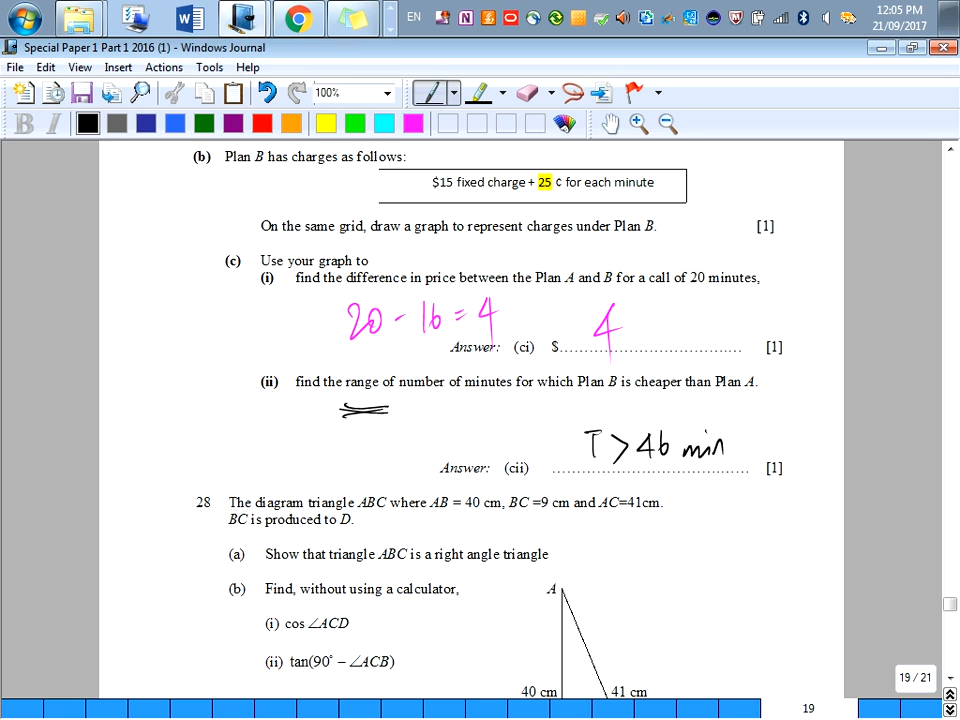 EN
12:05 PM
21/09/2017
Special Paper 1 Part 1 2016 (1) - Windows Journal
File Edit View Insert Actions Tools Help
100%
B I
(b) Plan B has charges as follows:
$15 fixed charge + 25 ¢ for each minute
On the same grid, draw a graph to represent charges under Plan B. [1]
(c) Use your graph to
(i) find the difference in price between the Plan A and B for a call of 20 minutes,
20 - 16 = 4 4
Answer: (ci) $........................................ [1]
(ii) find the range of number of minutes for which Plan B is cheaper than Plan A.
T > 46 min
Answer: (cii) ........................................... [1]
28 The diagram triangle ABC where AB = 40 cm, BC =9 cm and AC=41cm.
BC is produced to D.
(a) Show that triangle ABC is a right angle triangle
(b) Find, without using a calculator,
A
(i) cos ∠ACD
(ii) tan(90° − ∠ACB)
40 cm 41 cm
19 / 21
19